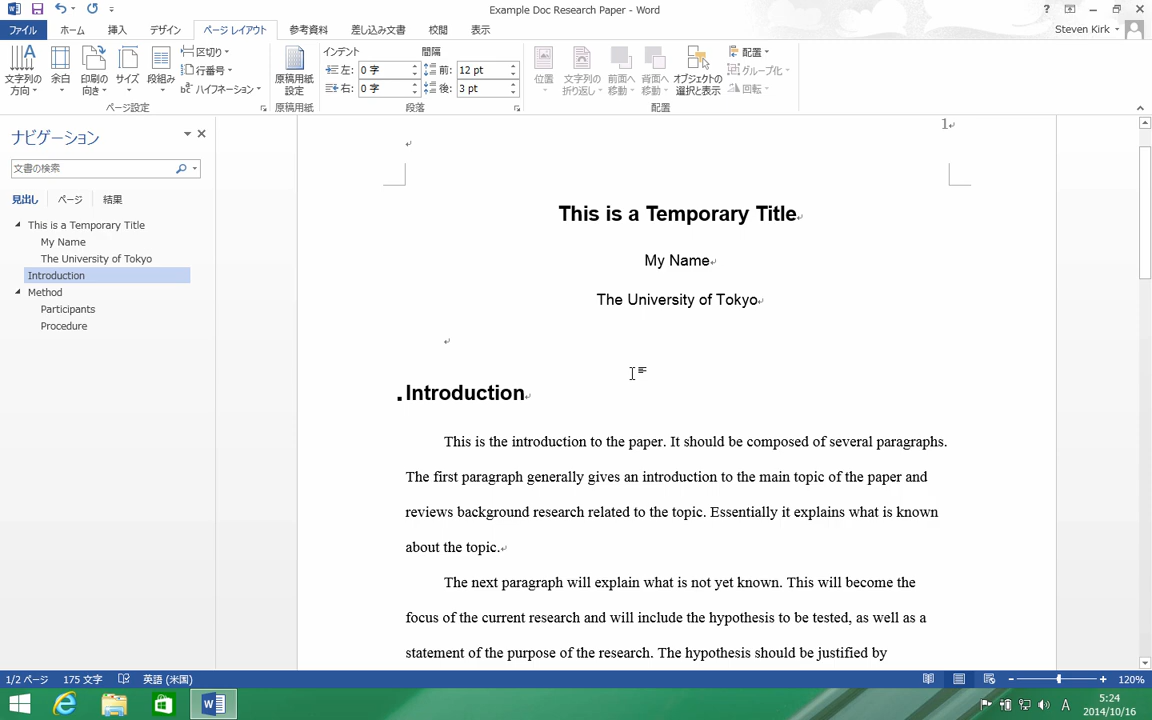 Example Doc Research Paper - Word
?
Steven Kirk
ファイル ホーム 挿入 デザイン ページ レイアウト 参考資料 差し込み文書 校閲 表示
文字列の方向
余白
印刷の向き
サイズ
段組み
区切り
行番号
ハイフネーション
ページ設定
原稿用紙設定
原稿用紙
インデント
左: 0 字
右: 0 字
間隔
前: 12 pt
後: 3 pt
段落
位置
文字列の折り返し
前面へ移動
背面へ移動
オブジェクトの選択と表示
配置
グループ化
回転
配置
ナビゲーション
文書の検索
見出し ページ 結果
This is a Temporary Title
My Name
The University of Tokyo
Introduction
Method
Participants
Procedure
1
This is a Temporary Title
My Name
The University of Tokyo
Introduction
This is the introduction to the paper. It should be composed of several paragraphs.
The first paragraph generally gives an introduction to the main topic of the paper and
reviews background research related to the topic. Essentially it explains what is known
about the topic.
The next paragraph will explain what is not yet known. This will become the
focus of the current research and will include the hypothesis to be tested, as well as a
statement of the purpose of the research. The hypothesis should be justified by
1/2 ページ 175 文字 英語 (米国) 120%
A
5:24
2014/10/16